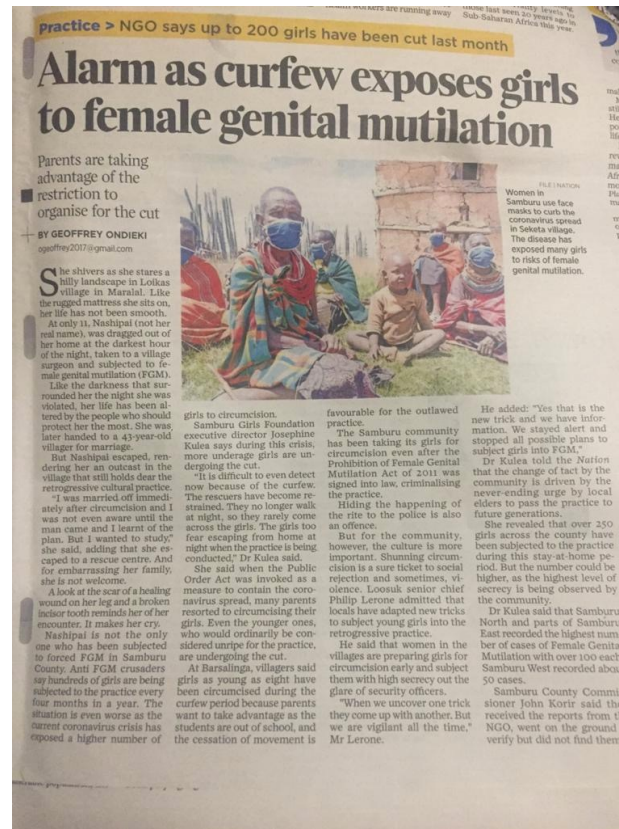 are running away
those last seen 20 years ago in
Sub-Saharan Africa this year.
Practice > NGO says up to 200 girls have been cut last month
Alarm as curfew exposes girls
to female genital mutilation
Parents are taking
advantage of the
restriction to
organise for the cut
BY GEOFFREY ONDIEKI
ogeoffrey2017@gmail.com
FILE | NATION
Women in
Samburu use face
masks to curb the
coronavirus spread
in Seketa village.
The disease has
exposed many girls
to risks of female
genital mutilation.
She shivers as she stares a
hilly landscape in Loikas
village in Maralal. Like
the rugged mattress she sits on,
her life has not been smooth.
At only 11, Nashipai (not her
real name), was dragged out of
her home at the darkest hour
of the night, taken to a village
surgeon and subjected to fe-
male genital mutilation (FGM).
Like the darkness that sur-
rounded her the night she was
violated, her life has been al-
tered by the people who should
protect her the most. She was
later handed to a 43-year-old
villager for marriage.
But Nashipai escaped, ren-
dering her an outcast in the
village that still holds dear the
retrogressive cultural practice.
"I was married off immedi-
ately after circumcision and I
was not even aware until the
man came and I learnt of the
plan. But I wanted to study,"
she said, adding that she es-
caped to a rescue centre. And
for embarrassing her family,
she is not welcome.
A look at the scar of a healing
wound on her leg and a broken
incisor tooth reminds her of her
encounter. It makes her cry.
Nashipai is not the only
one who has been subjected
to forced FGM in Samburu
County. Anti FGM crusaders
say hundreds of girls are being
subjected to the practice every
four months in a year. The
situation is even worse as the
current coronavirus crisis has
exposed a higher number of
girls to circumcision.
Samburu Girls Foundation
executive director Josephine
Kulea says during this crisis,
more underage girls are un-
dergoing the cut.
"It is difficult to even detect
now because of the curfew.
The rescuers have become re-
strained. They no longer walk
at night, so they rarely come
across the girls. The girls too
fear escaping from home at
night when the practice is being
conducted," Dr Kulea said.
She said when the Public
Order Act was invoked as a
measure to contain the coro-
navirus spread, many parents
resorted to circumcising their
girls. Even the younger ones,
who would ordinarily be con-
sidered unripe for the practice,
are undergoing the cut.
At Barsalinga, villagers said
girls as young as eight have
been circumcised during the
curfew period because parents
want to take advantage as the
students are out of school, and
the cessation of movement is
favourable for the outlawed
practice.
The Samburu community
has been taking its girls for
circumcision even after the
Prohibition of Female Genital
Mutilation Act of 2011 was
signed into law, criminalising
the practice.
Hiding the happening of
the rite to the police is also
an offence.
But for the community,
however, the culture is more
important. Shunning circum-
cision is a sure ticket to social
rejection and sometimes, vi-
olence. Loosuk senior chief
Philip Lerone admitted that
locals have adapted new tricks
to subject young girls into the
retrogressive practice.
He said that women in the
villages are preparing girls for
circumcision early and subject
them with high secrecy out the
glare of security officers.
"When we uncover one trick
they come up with another. But
we are vigilant all the time,"
Mr Lerone.
He added: "Yes that is the
new trick and we have infor-
mation. We stayed alert and
stopped all possible plans to
subject girls into FGM,"
Dr Kulea told the Nation
that the change of tact by the
community is driven by the
never-ending urge by local
elders to pass the practice to
future generations.
She revealed that over 250
girls across the county have
been subjected to the practice
during this stay-at-home pe-
riod. But the number could be
higher, as the highest level of
secrecy is being observed by
the community.
Dr Kulea said that Samburu
North and parts of Samburu
East recorded the highest num
ber of cases of Female Genita
Mutilation with over 100 each
Samburu West recorded abou
50 cases.
Samburu County Commi
sioner John Korir said the
received the reports from t
NGO, went on the ground
verify but did not find them